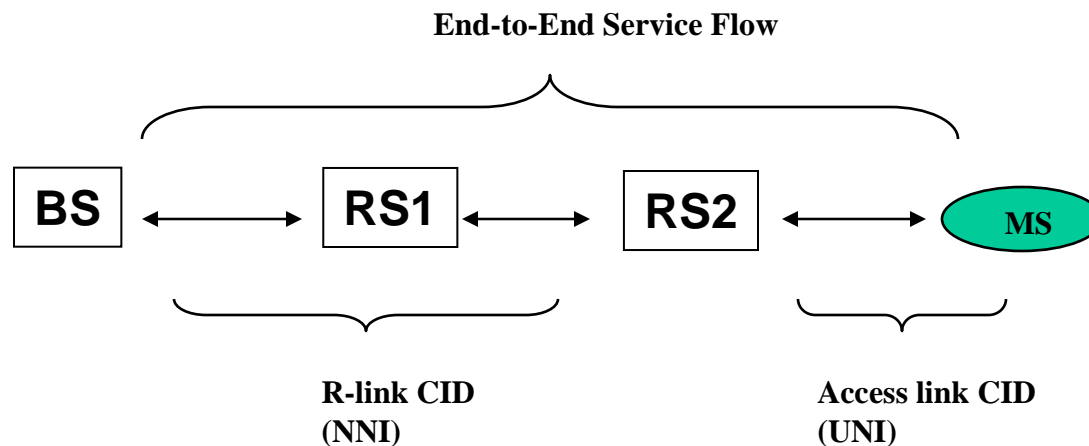 End-to-End Service Flow
BS
RS1
RS2
MS
R-link CID
(NNI)
Access link CID
(UNI)